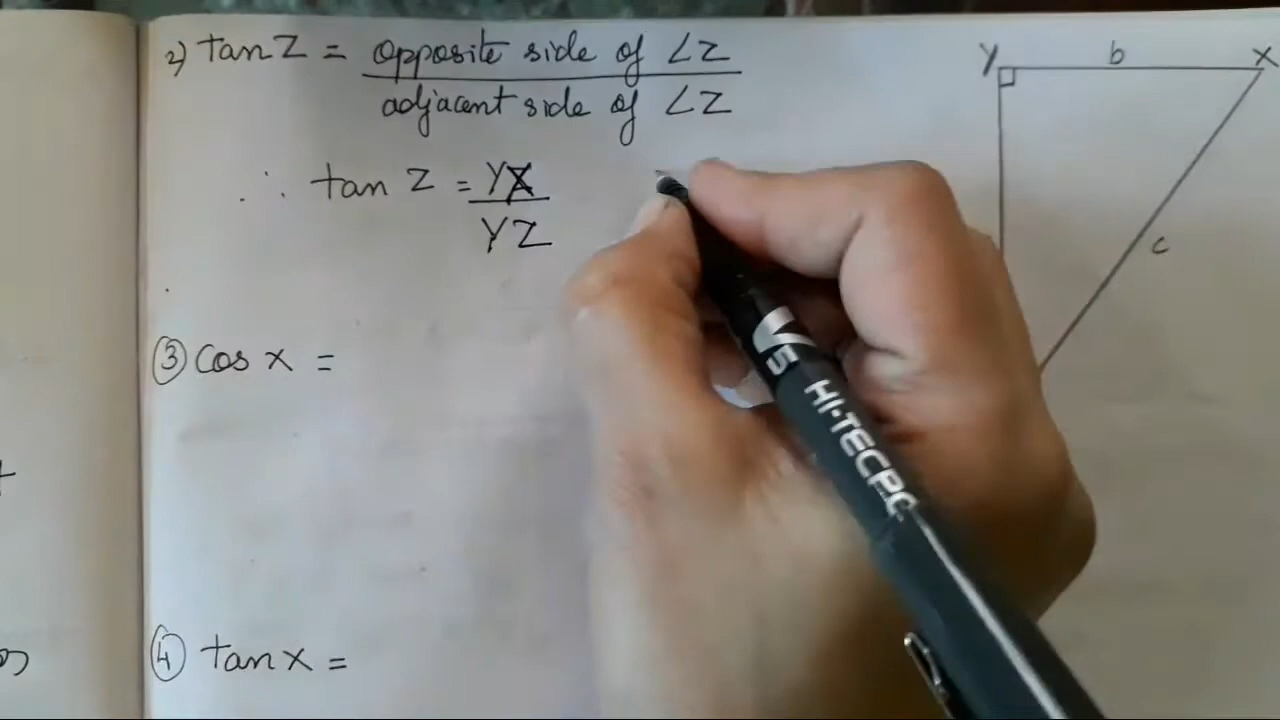 2) tan Z = opposite side of ∠Z
adjacent side of ∠Z
∴ tan Z = YX
YZ
③ cos x =
④ tan x =
Y b X
c
V5 HI-TECPC